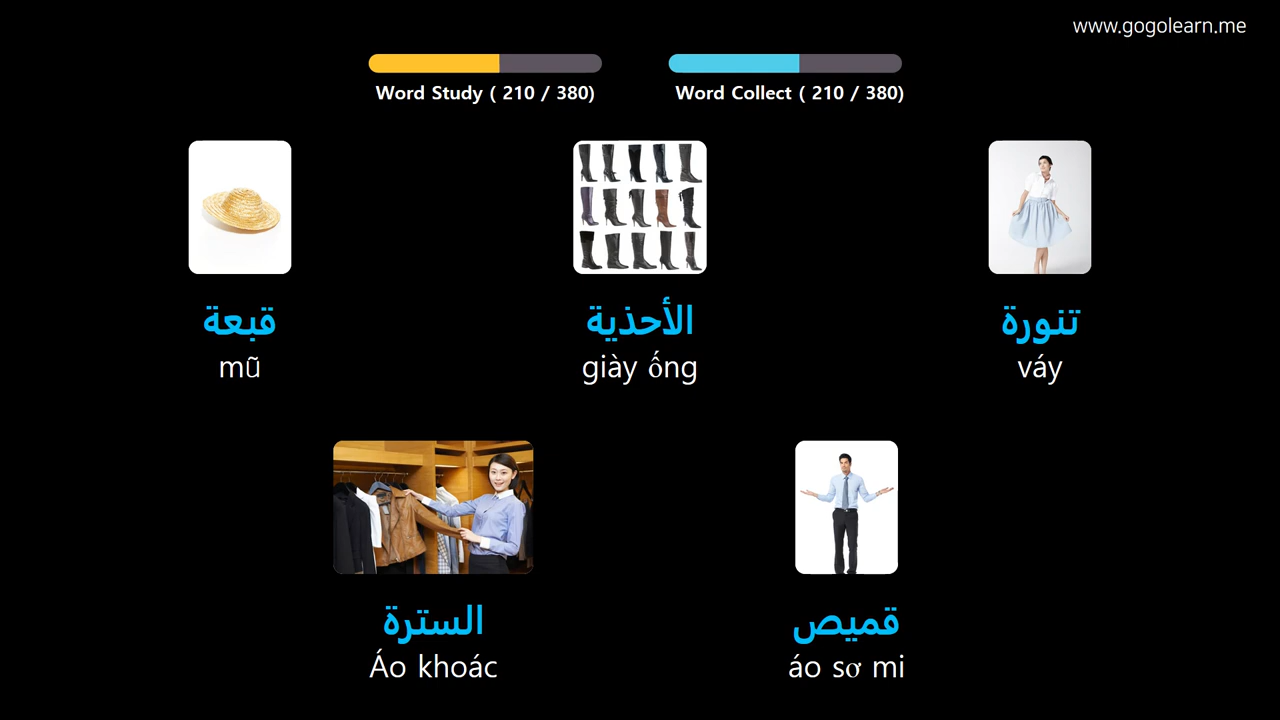 www.gogolearn.me
Word Study ( 210 / 380)
Word Collect ( 210 / 380)
قبعة
mũ
الأحذية
giày ống
تنورة
váy
السترة
Áo khoác
قميص
áo sơ mi